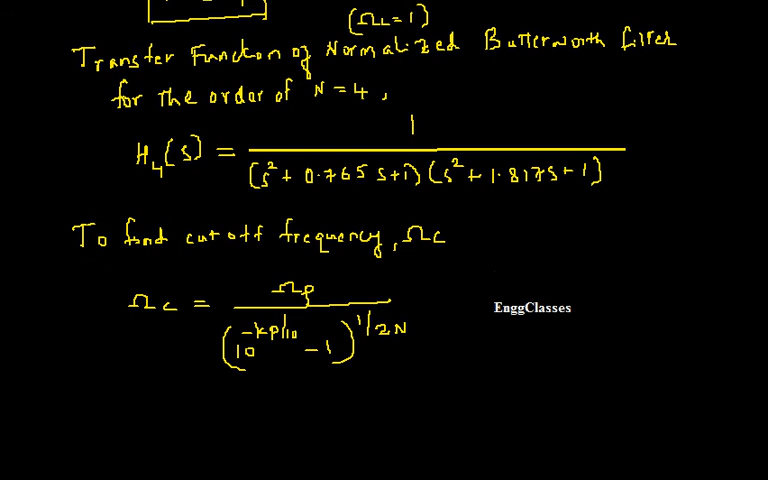 (Ωc = 1)
Transfer Function of Normalized Butterworth filter
for the order of N = 4,
H₄(s) = 1 / (s² + 0.765 s + 1) (s² + 1.817 s + 1)
To find cut off frequency, Ωc
Ωc = Ωp / (10^(-kp/10) - 1)^(1/2N)
EnggClasses